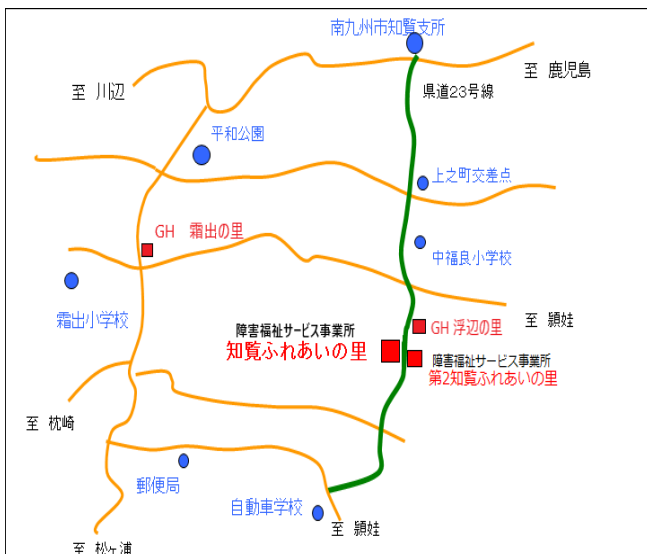 南九州市知覧支所
至 鹿児島
至 川辺
県道23号線
平和公園
上之町交差点
GH 霜出の里
中福良小学校
霜出小学校
至 頴娃
GH 浮辺の里
障害福祉サービス事業所
知覧ふれあいの里
障害福祉サービス事業所
第2知覧ふれあいの里
至 枕崎
郵便局
自動車学校
至 頴娃
至 松ヶ浦